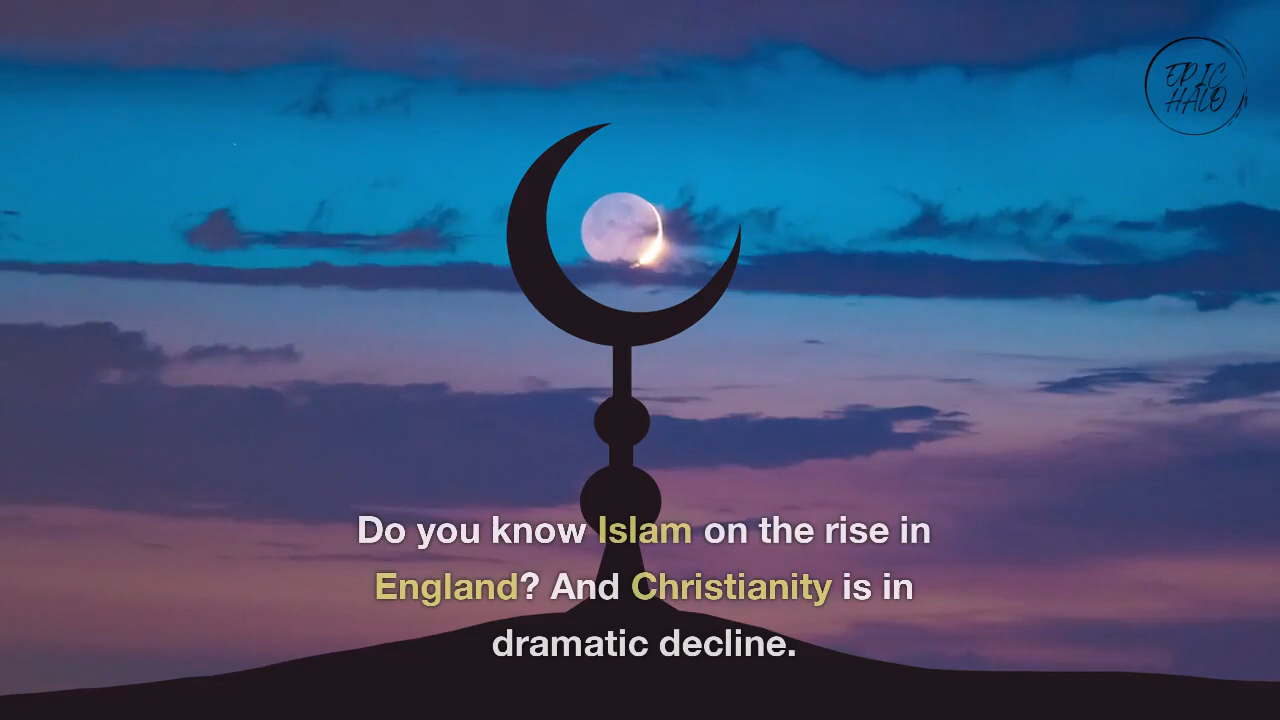 EPIC
HALO
Do you know Islam on the rise in
England? And Christianity is in
dramatic decline.